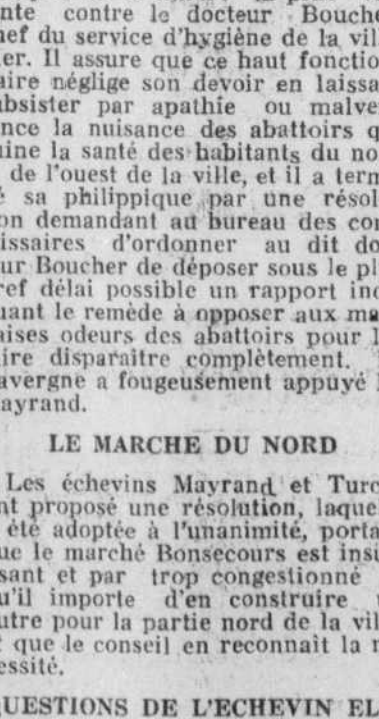 nte contre le docteur Bouche
ef du service d'hygiène de la vil
er. Il assure que ce haut fonctio
aire néglige son devoir en laissa
ubsister par apathie ou malve
nce la nuisance des abattoirs q
uine la santé des habitants du no
de l'ouest de la ville, et il a term
é sa philippique par une résol
on demandant au bureau des co
issaires d'ordonner au dit do
ur Boucher de déposer sous le pl
ref délai possible un rapport in
uant le remède à opposer aux ma
aises odeurs des abattoirs pour l
ire disparaître complètement.
avergne a fougeusement appuyé
ayrand.
LE MARCHE DU NORD
Les échevins Mayrand et Turc
nt proposé une résolution, laque
été adoptée à l'unanimité, porta
ue le marché Bonsecours est insu
sant et par trop congestionné
u'il importe d'en construire
utre pour la partie nord de la vil
t que le conseil en reconnaît la n
essité.
QUESTIONS DE L'ECHEVIN EL